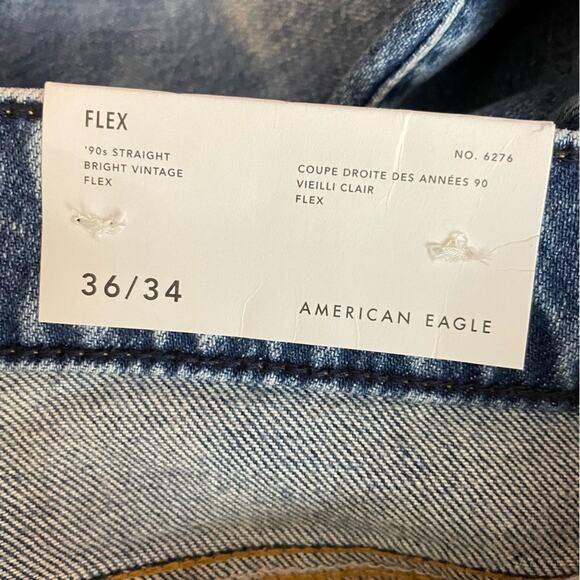 FLEX
'90s STRAIGHT
BRIGHT VINTAGE
FLEX
NO. 6276
COUPE DROITE DES ANNÉES 90
VIEILLI CLAIR
FLEX
36/34
AMERICAN EAGLE